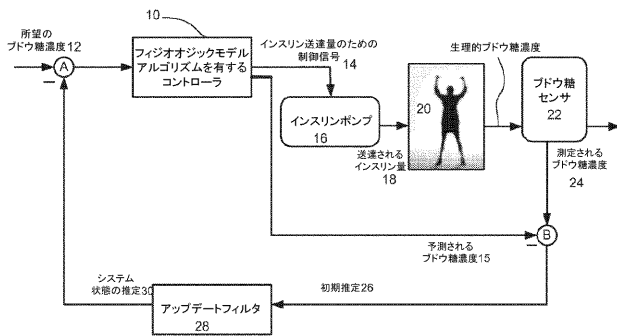 10
所望の
ブドウ糖濃度12
A
フィジオオジックモデル
アルゴリズムを有する
コントローラ
インスリン送達量のための
制御信号
14
インスリンポンプ
16
送達される
インスリン量
18
20
生理的ブドウ糖濃度
ブドウ糖
センサ
22
測定される
ブドウ糖濃度
24
B
予測される
ブドウ糖濃度15
初期推定26
アップデートフィルタ
28
システム
状態の推定30